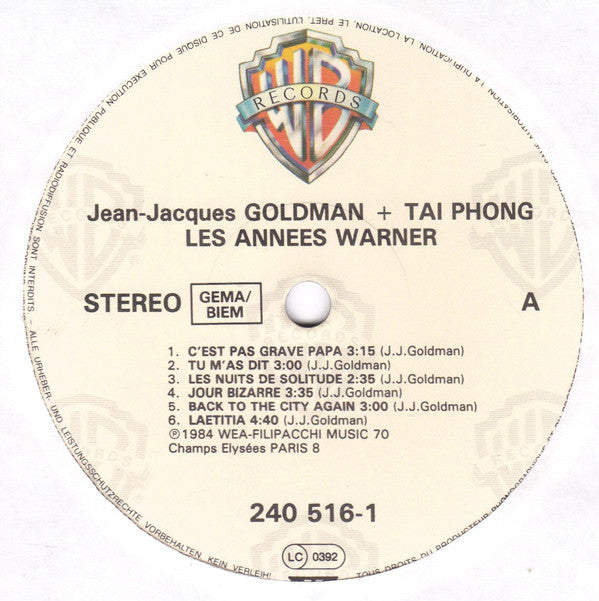 WB
RECORDS
Jean-Jacques GOLDMAN + TAI PHONG
LES ANNEES WARNER
STEREO GEMA/BIEM A
1. C'EST PAS GRAVE PAPA 3:15 (J.J.Goldman)
2. TU M'AS DIT 3:00 (J.J.Goldman)
3. LES NUITS DE SOLITUDE 2:35 (J.J.Goldman)
4. JOUR BIZARRE 3:35 (J.J.Goldman)
5. BACK TO THE CITY AGAIN 3:00 (J.J.Goldman)
6. LAETITIA 4:40 (J.J.Goldman)
℗ 1984 WEA-FILIPACCHI MUSIC 70
Champs Elysées PARIS 8
240 516-1
LC 0392
TOUS DROITS DU PRODUCTEUR
LA DUPLICATION, LA LOCATION, LE PRET, L'UTILISATION DE CE DISQUE POUR EXECUTION PUBLIQUE ET RADIODIFFUSION SONT INTERDITS - ALLE URHEBER- UND LEISTUNGSSCHUTZRECHTE VORBEHALTEN. KEIN VERLEIH!